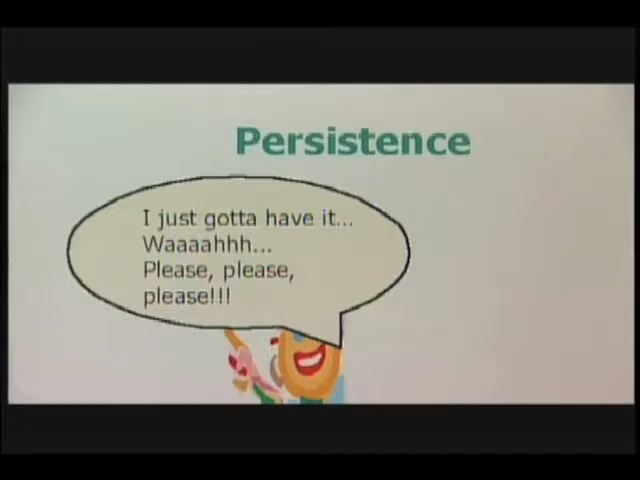 Persistence
I just gotta have it...
Waaaahhh...
Please, please,
please!!!